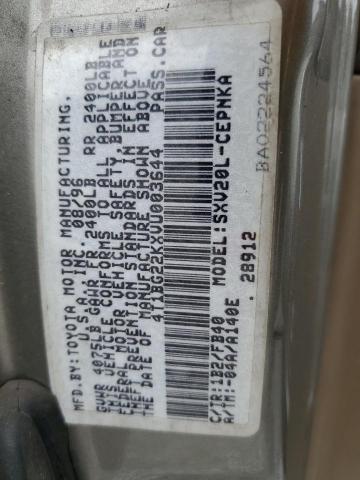 MFD.BY:TOYOTA MOTOR MANUFACTURING,
U.S.A., INC. 08/96
GVWR 4075LB GAWR FR 2400LB RR 2400LB
THIS VEHICLE CONFORMS TO ALL APPLICABLE
FEDERAL MOTOR VEHICLE SAFETY, BUMPER AND
THEFT PREVENTION STANDARDS IN EFFECT ON
THE DATE OF MANUFACTURE SHOWN ABOVE.
4T1BG22KXVU003644 PASS.CAR
MODEL:SXV20L-CEPNKA
C/TR:1B2/FB40 28912
A/TM:-04A/A140E
BA02224564